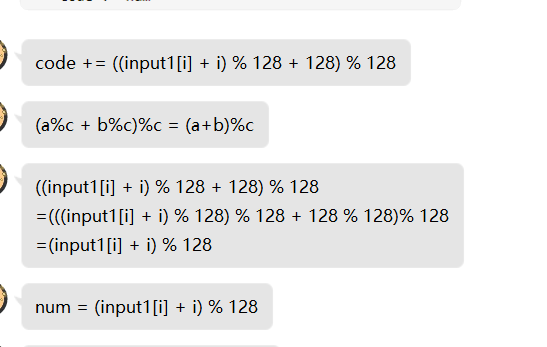 code += ((input1[i] + i) % 128 + 128) % 128
(a%c + b%c)%c = (a+b)%c
((input1[i] + i) % 128 + 128) % 128
=(((input1[i] + i) % 128) % 128 + 128 % 128)% 128
=(input1[i] + i) % 128
num = (input1[i] + i) % 128